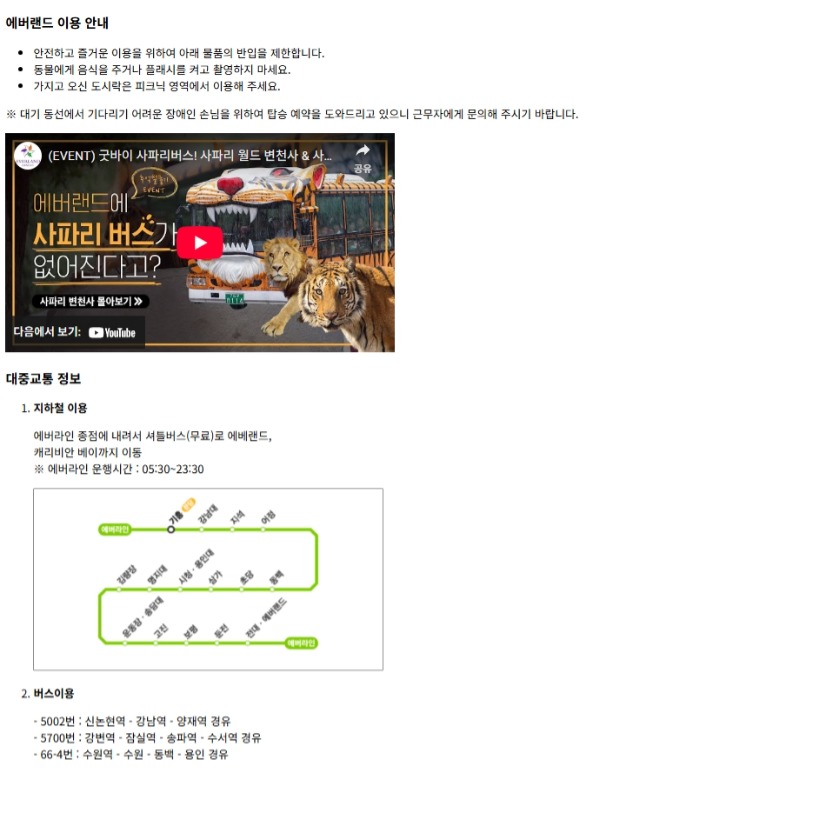 에버랜드 이용 안내
• 안전하고 즐거운 이용을 위하여 아래 물품의 반입을 제한합니다.
• 동물에게 음식을 주거나 플래시를 켜고 촬영하지 마세요.
• 가지고 오신 도시락은 피크닉 영역에서 이용해 주세요.
※ 대기 동선에서 기다리기 어려운 장애인 손님을 위하여 탑승 예약을 도와드리고 있으니 근무자에게 문의해 주시기 바랍니다.
(EVENT) 굿바이 사파리버스! 사파리 월드 변천사 & 사...
공유
EVENT
에버랜드에
사파리 버스가
없어진다고?
사파리 변천사 몰아보기 »
다음에서 보기: YouTube
대중교통 정보
1. 지하철 이용
에버라인 종점에 내려서 셔틀버스(무료)로 에베랜드,
캐리비안 베이까지 이동
※ 에버라인 운행시간 : 05:30~23:30
에버라인 기흥 강남대 지석 어정
김량장 명지대 시청 · 용인대 삼가 초당 동백
운동장 · 송담대 고진 보평 둔전 전대 · 에버랜드 에버라인
2. 버스이용
- 5002번 : 신논현역 - 강남역 - 양재역 경유
- 5700번 : 강변역 - 잠실역 - 송파역 - 수서역 경유
- 66-4번 : 수원역 - 수원 - 동백 - 용인 경유